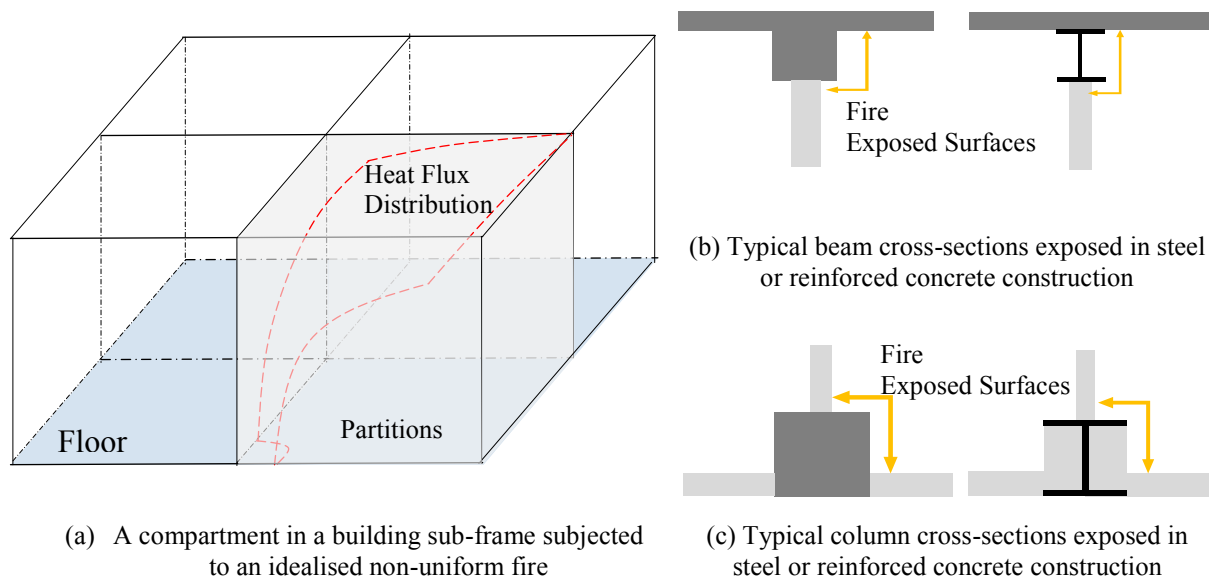 Heat Flux
Distribution
Floor
Partitions
(a) A compartment in a building sub-frame subjected
to an idealised non-uniform fire
Fire
Exposed Surfaces
(b) Typical beam cross-sections exposed in steel
or reinforced concrete construction
Fire
Exposed Surfaces
(c) Typical column cross-sections exposed in
steel or reinforced concrete construction